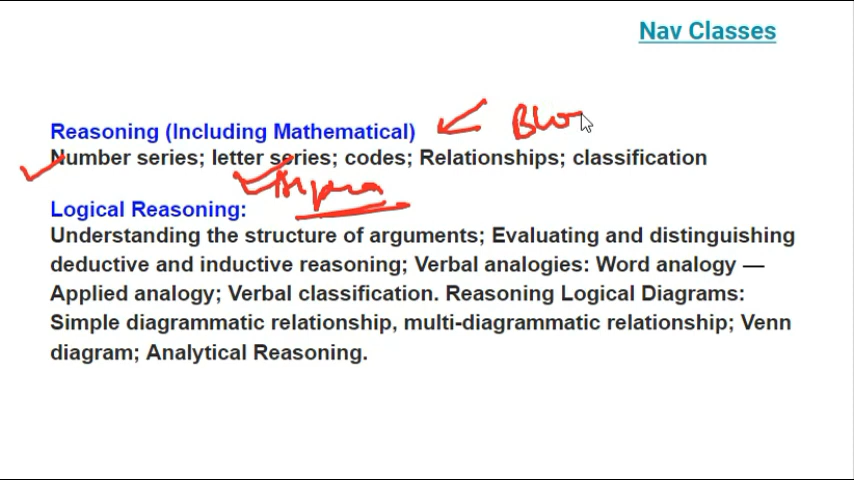 Nav Classes
Reasoning (Including Mathematical)
Number series; letter series; codes; Relationships; classification
Logical Reasoning:
Understanding the structure of arguments; Evaluating and distinguishing
deductive and inductive reasoning; Verbal analogies: Word analogy —
Applied analogy; Verbal classification. Reasoning Logical Diagrams:
Simple diagrammatic relationship, multi-diagrammatic relationship; Venn
diagram; Analytical Reasoning.